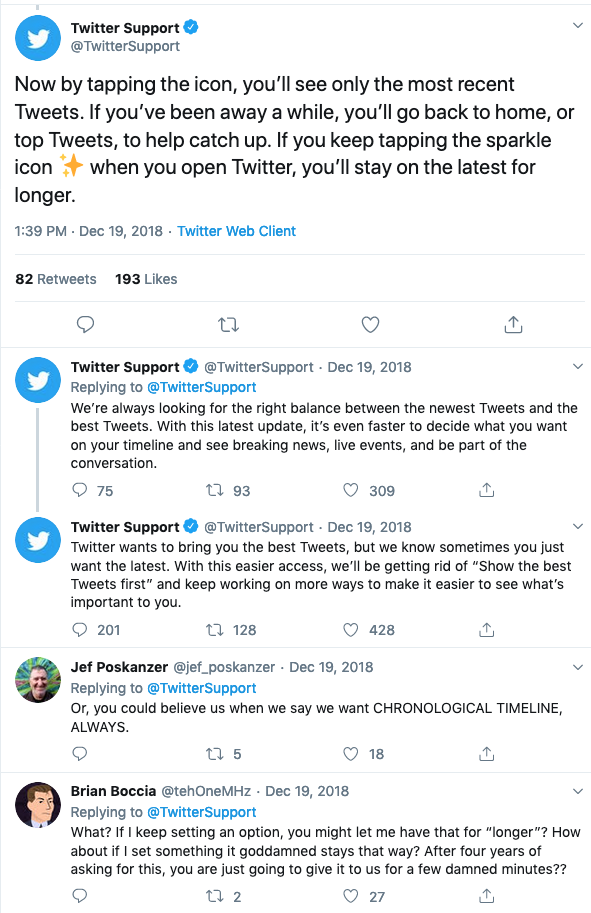 Twitter Support
@TwitterSupport
Now by tapping the icon, you’ll see only the most recent
Tweets. If you’ve been away a while, you’ll go back to home, or
top Tweets, to help catch up. If you keep tapping the sparkle
icon ✨ when you open Twitter, you’ll stay on the latest for
longer.
1:39 PM · Dec 19, 2018 · Twitter Web Client
82 Retweets 193 Likes
Twitter Support @TwitterSupport · Dec 19, 2018
Replying to @TwitterSupport
We’re always looking for the right balance between the newest Tweets and the
best Tweets. With this latest update, it’s even faster to decide what you want
on your timeline and see breaking news, live events, and be part of the
conversation.
75 93 309
Twitter Support @TwitterSupport · Dec 19, 2018
Twitter wants to bring you the best Tweets, but we know sometimes you just
want the latest. With this easier access, we’ll be getting rid of “Show the best
Tweets first” and keep working on more ways to make it easier to see what’s
important to you.
201 128 428
Jef Poskanzer @jef_poskanzer · Dec 19, 2018
Replying to @TwitterSupport
Or, you could believe us when we say we want CHRONOLOGICAL TIMELINE,
ALWAYS.
5 18
Brian Boccia @tehOneMHz · Dec 19, 2018
Replying to @TwitterSupport
What? If I keep setting an option, you might let me have that for “longer”? How
about if I set something it goddamned stays that way? After four years of
asking for this, you are just going to give it to us for a few damned minutes??
2 27